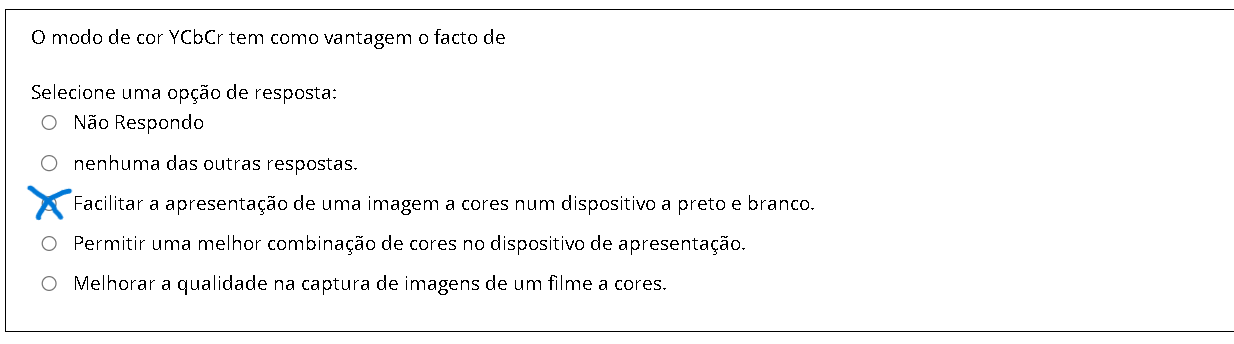 O modo de cor YCbCr tem como vantagem o facto de
Selecione uma opção de resposta:
Não Respondo
nenhuma das outras respostas.
Facilitar a apresentação de uma imagem a cores num dispositivo a preto e branco.
Permitir uma melhor combinação de cores no dispositivo de apresentação.
Melhorar a qualidade na captura de imagens de um filme a cores.